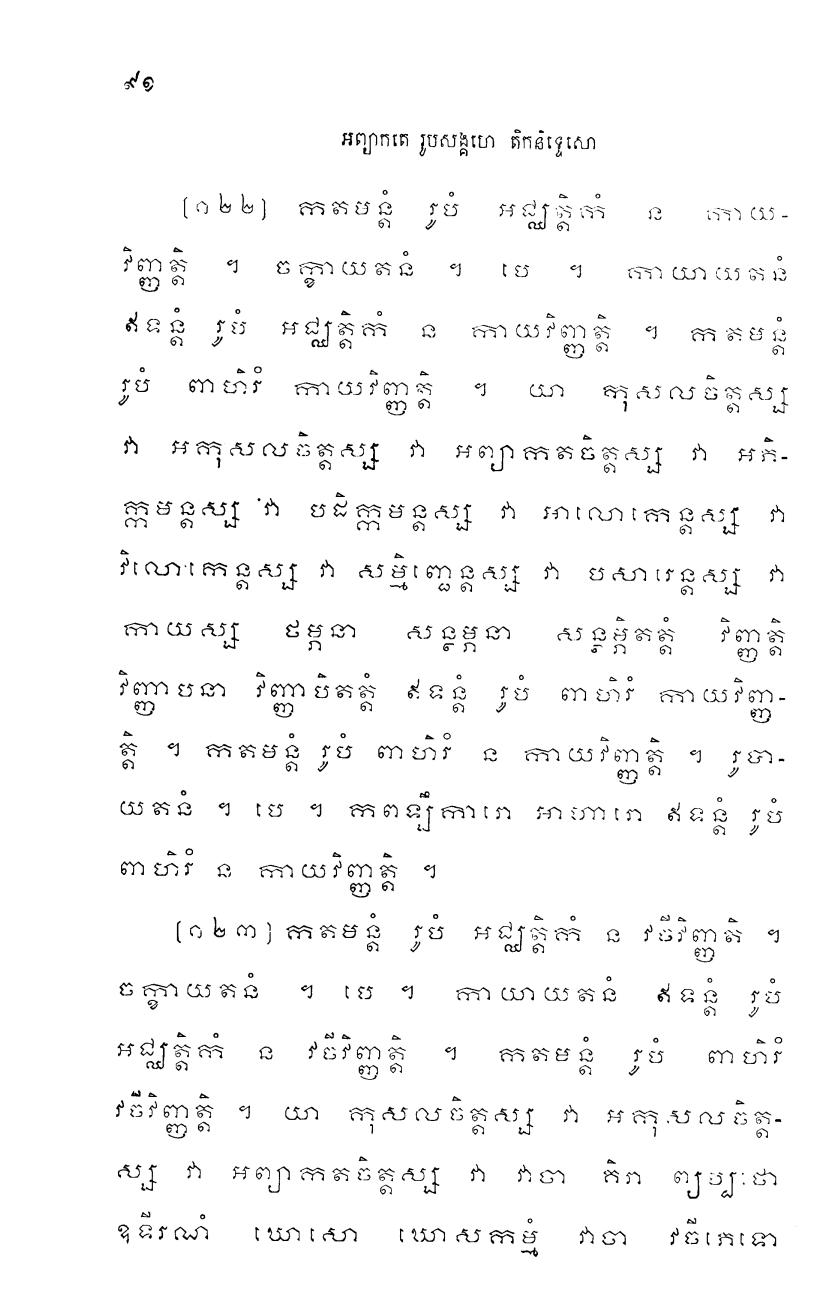 ៩១
អព្យាកតេ រូបសង្គហេ តិកនិទ្ទេសោ
[១២២] កតមន្តំ រូបំ អជ្ឈត្តិកំ ន កាយ-
វិញ្ញត្តិ ។ ចក្ខាយតនំ ។ បេ ។ កាយាយតនំ
ឥទន្តំ រូបំ អជ្ឈត្តិកំ ន កាយវិញ្ញត្តិ ។ កតមន្តំ
រូបំ ពាហិរំ កាយវិញ្ញត្តិ ។ យា កុសលចិត្តស្ស
វា អកុសលចិត្តស្ស វា អព្យាកតចិត្តស្ស វា អភិ-
ក្កមន្តស្ស វា បដិក្កមន្តស្ស វា អាលោកេន្តស្ស វា
វិលោកេន្តស្ស វា សម្មិញ្ជេន្តស្ស វា បសារេន្តស្ស វា
កាយស្ស ថម្ភនា សន្ថម្ភនា សន្ថម្ភិតត្តំ វិញ្ញត្តិ
វិញ្ញាបនា វិញ្ញាបិតត្តំ ឥទន្តំ រូបំ ពាហិរំ កាយវិញ្ញ-
ត្តិ ។ កតមន្តំ រូបំ ពាហិរំ ន កាយវិញ្ញត្តិ ។ រូបា-
យតនំ ។ បេ ។ កពឡឹការោ អាហារោ ឥទន្តំ រូបំ
ពាហិរំ ន កាយវិញ្ញត្តិ ។
[១២៣] កតមន្តំ រូបំ អជ្ឈត្តិកំ ន វចីវិញ្ញតិ ។
ចក្ខាយតនំ ។ បេ ។ កាយាយតនំ ឥទន្តំ រូបំ
អជ្ឈត្តិកំ ន វចីវិញ្ញត្តិ ។ កតមន្តំ រូបំ ពាហិរំ
វចីវិញ្ញត្តិ ។ យា កុសលចិត្តស្ស វា អកុសលចិត្ត-
ស្ស វា អព្យាកតចិត្តស្ស វា វាចា គិរា ព្យប្បថោ
ឧទីរណំ ឃោសោ ឃោសកម្មំ វាចា វចីភេទោ